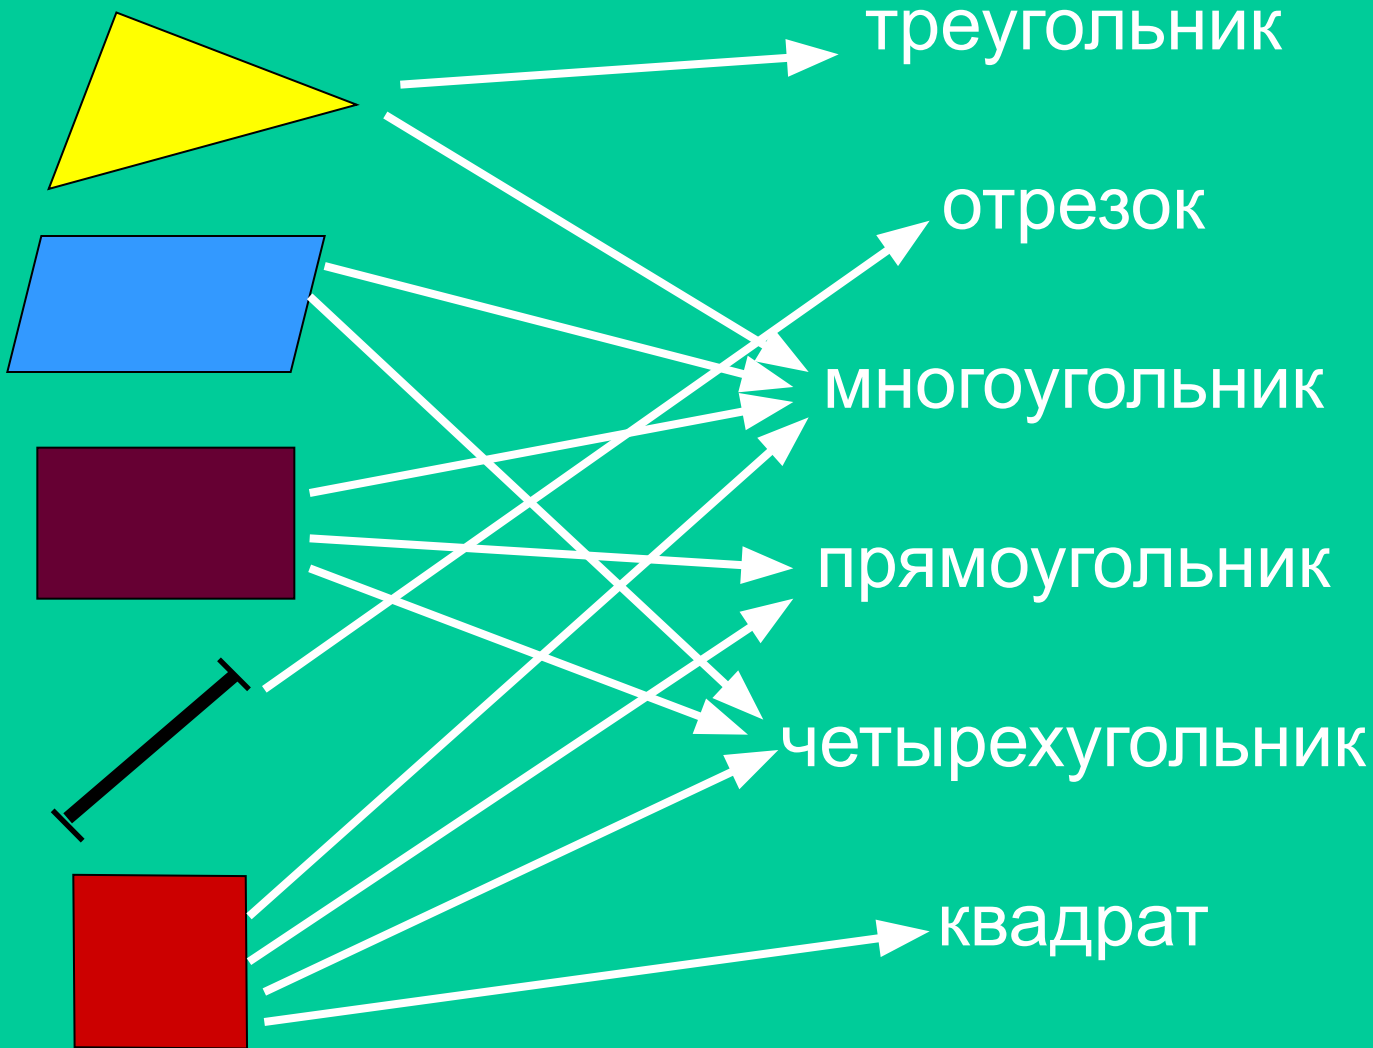 треугольник
отрезок
многоугольник
прямоугольник
четырехугольник
квадрат